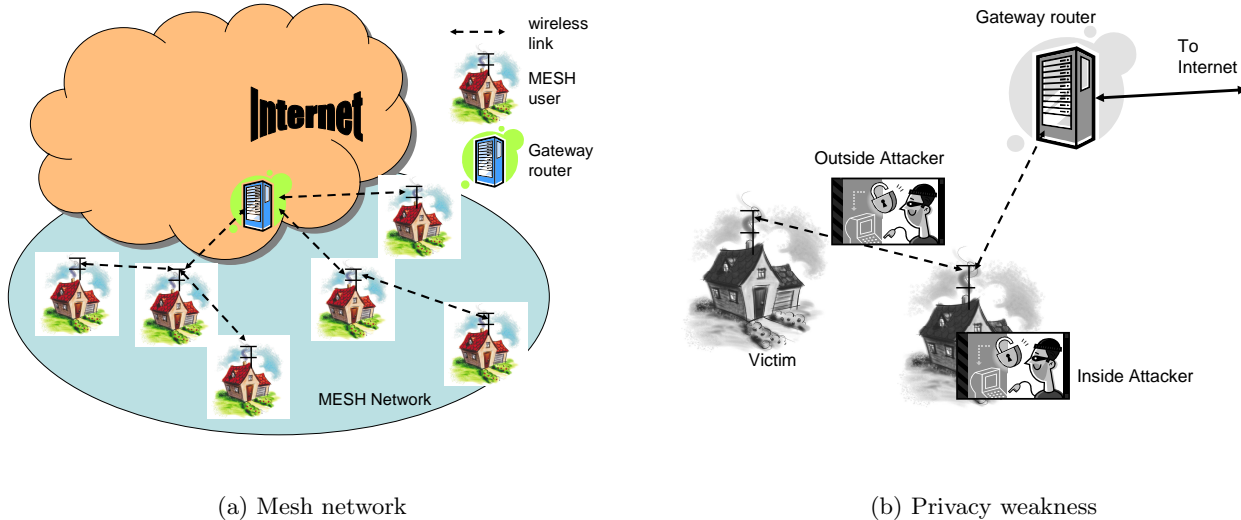 Internet
wireless
link
MESH
user
Gateway
router
MESH Network
Gateway router
To
Internet
Outside Attacker
Victim
Inside Attacker
(a) Mesh network
(b) Privacy weakness